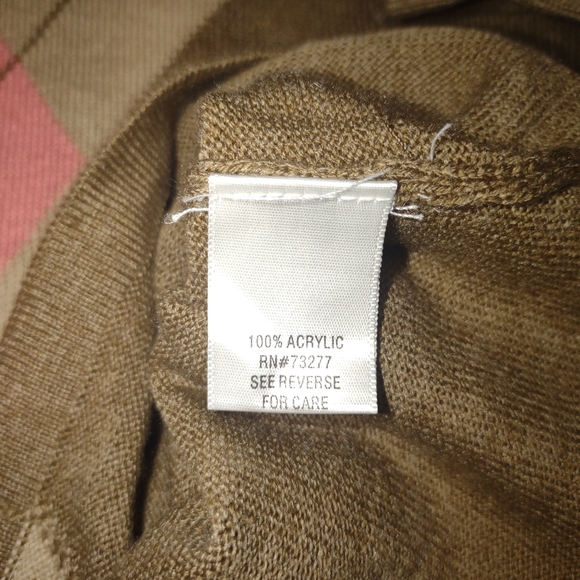 100% ACRYLIC
RN#73277
SEE REVERSE
FOR CARE